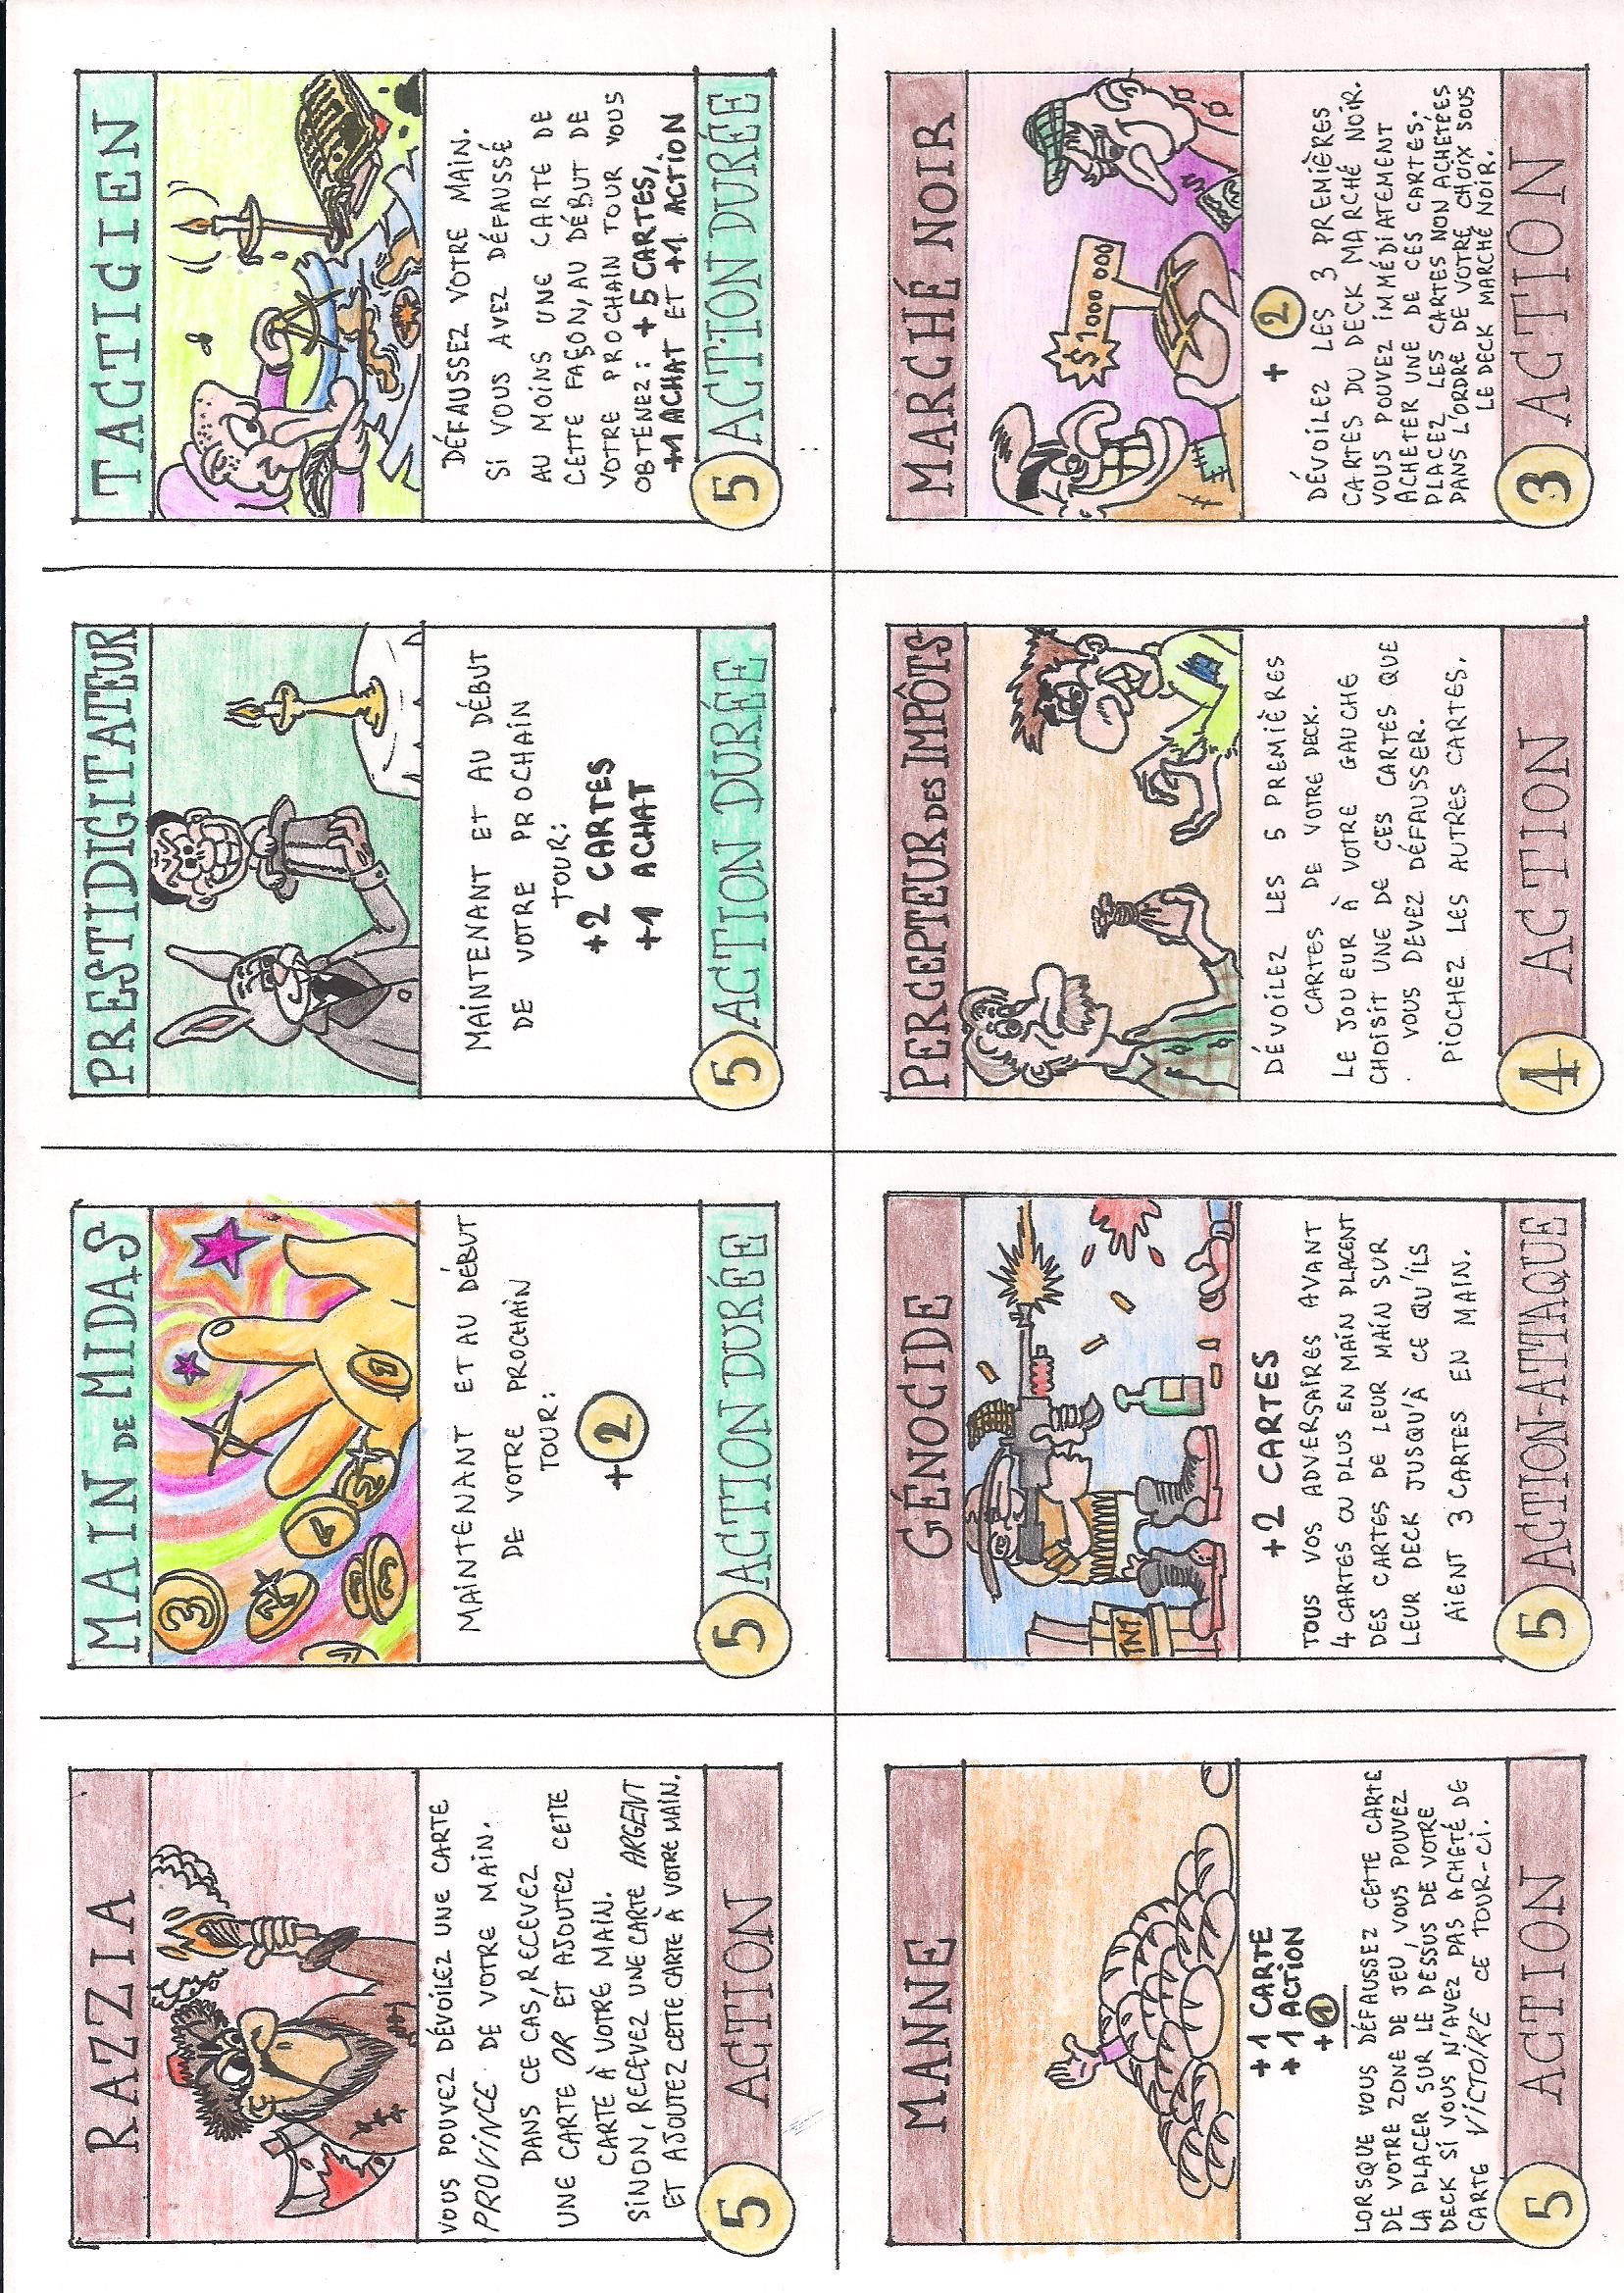 RAZZIA
VOUS POUVEZ DÉVOILEZ UNE CARTE
PROVINCE DE VOTRE MAIN.
DANS CE CAS, RECEVEZ
UNE CARTE OR ET AJOUTEZ CETTE
CARTE À VOTRE MAIN.
SINON, RECEVEZ UNE CARTE ARGENT
ET AJOUTEZ CETTE CARTE À VOTRE MAIN.
5 ACTION
MAIN DE MIDAS
3
2
1
2
3
1
MAINTENANT ET AU DÉBUT
DE VOTRE PROCHAIN
TOUR:
+2
5 ACTION DURÉE
PRESTIDIGITATEUR
MAINTENANT ET AU DÉBUT
DE VOTRE PROCHAIN
TOUR:
+2 CARTES
+1 ACHAT
5 ACTION DURÉE
TACTICIEN
DÉFAUSSEZ VOTRE MAIN.
SI VOUS AVEZ DÉFAUSSÉ
AU MOINS UNE CARTE DE
CETTE FAÇON, AU DÉBUT DE
VOTRE PROCHAIN TOUR VOUS
OBTENEZ: +5 CARTES,
+1 ACHAT ET +1 ACTION
5 ACTION DURÉE
MANNE
+1 CARTE
+1 ACTION
+1
LORSQUE VOUS DÉFAUSSEZ CETTE CARTE
DE VOTRE ZONE DE JEU, VOUS POUVEZ
LA PLACER SUR LE DESSUS DE VOTRE
DECK SI VOUS N'AVEZ PAS ACHETÉ DE
CARTE VICTOIRE CE TOUR-CI.
5 ACTION
GÉNOCIDE
TNT
+2 CARTES
TOUS VOS ADVERSAIRES AVANT
4 CARTES OU PLUS EN MAIN PLACENT
DES CARTES DE LEUR MAIN SUR
LEUR DECK JUSQU'À CE QU'ILS
AIENT 3 CARTES EN MAIN.
5 ACTION-ATTAQUE
PERCEPTEUR DES IMPÔTS
DÉVOILEZ LES 5 PREMIÈRES
CARTES DE VOTRE DECK.
LE JOUEUR À VOTRE GAUCHE
CHOISIT UNE DE CES CARTES QUE
VOUS DEVEZ DÉFAUSSER.
PIOCHEZ LES AUTRES CARTES.
4 ACTION
MARCHÉ NOIR
$ 1000 000
+ 2
DÉVOILEZ LES 3 PREMIÈRES
CARTES DU DECK MARCHÉ NOIR.
VOUS POUVEZ IMMÉDIATEMENT
ACHETER UNE DE CES CARTES.
PLACEZ LES CARTES NON ACHETÉES
DANS L'ORDRE DE VOTRE CHOIX SOUS
LE DECK MARCHÉ NOIR.
3 ACTION